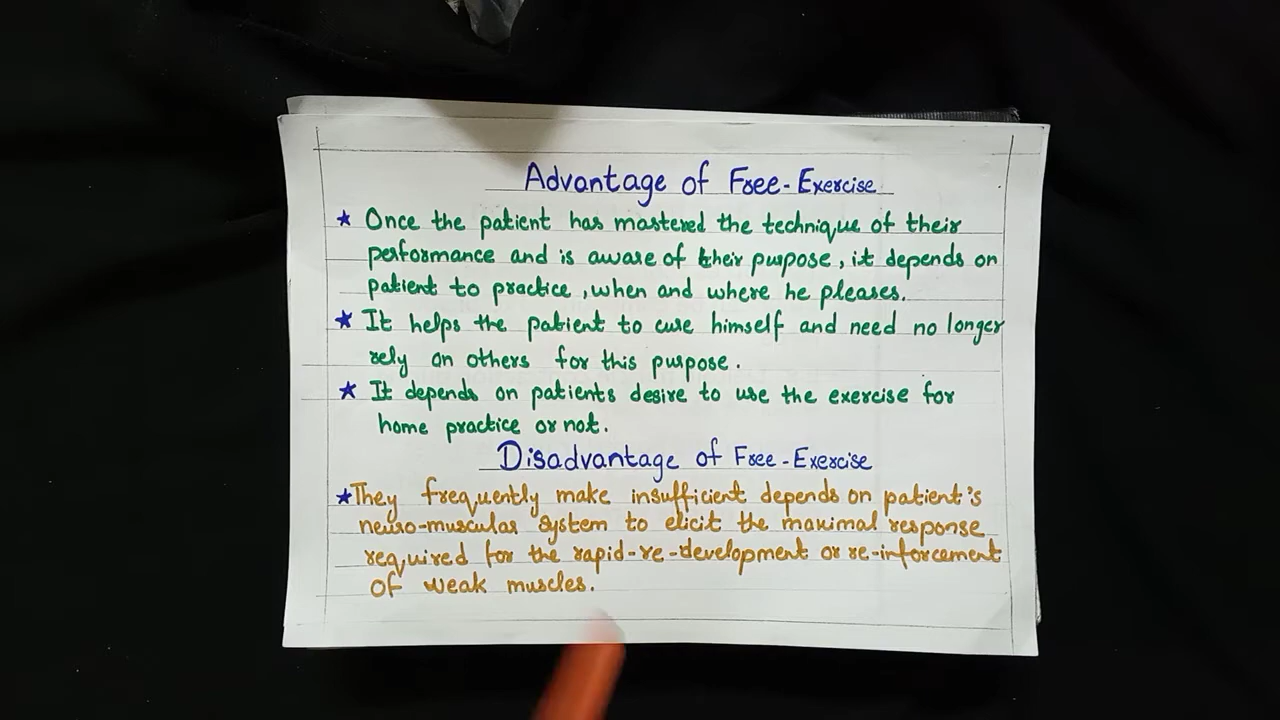 Advantage of Free-Exercise
★ Once the patient has mastered the technique of their
performance and is aware of their purpose, it depends on
patient to practice, when and where he pleases.
★ It helps the patient to cure himself and need no longer
rely on others for this purpose.
★ It depends on patients desire to use the exercise for
home practice or not.
Disadvantage of Free-Exercise
★ They frequently make insufficient depends on patient's
neuro-muscular system to elicit the maximal response
required for the rapid-re-development or re-inforcement
of weak muscles.